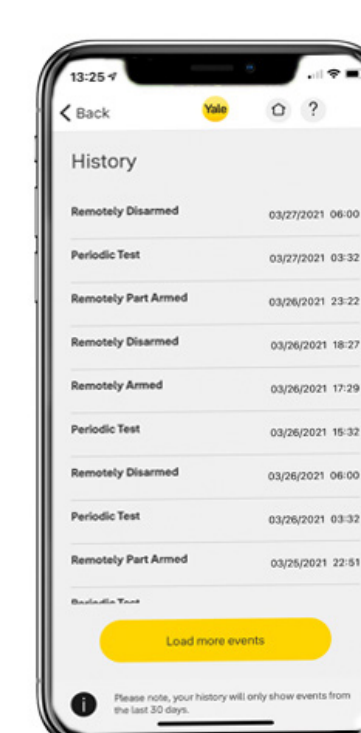 13:25
Back
Yale
?
History
Remotely Disarmed 03/27/2021 06:00
Periodic Test 03/27/2021 03:32
Remotely Part Armed 03/26/2021 23:22
Remotely Disarmed 03/26/2021 18:27
Remotely Armed 03/26/2021 17:29
Periodic Test 03/26/2021 15:32
Remotely Disarmed 03/26/2021 06:00
Periodic Test 03/26/2021 03:32
Remotely Part Armed 03/25/2021 22:51
Periodic Test
Load more events
i
Please note, your history will only show events from
the last 30 days.